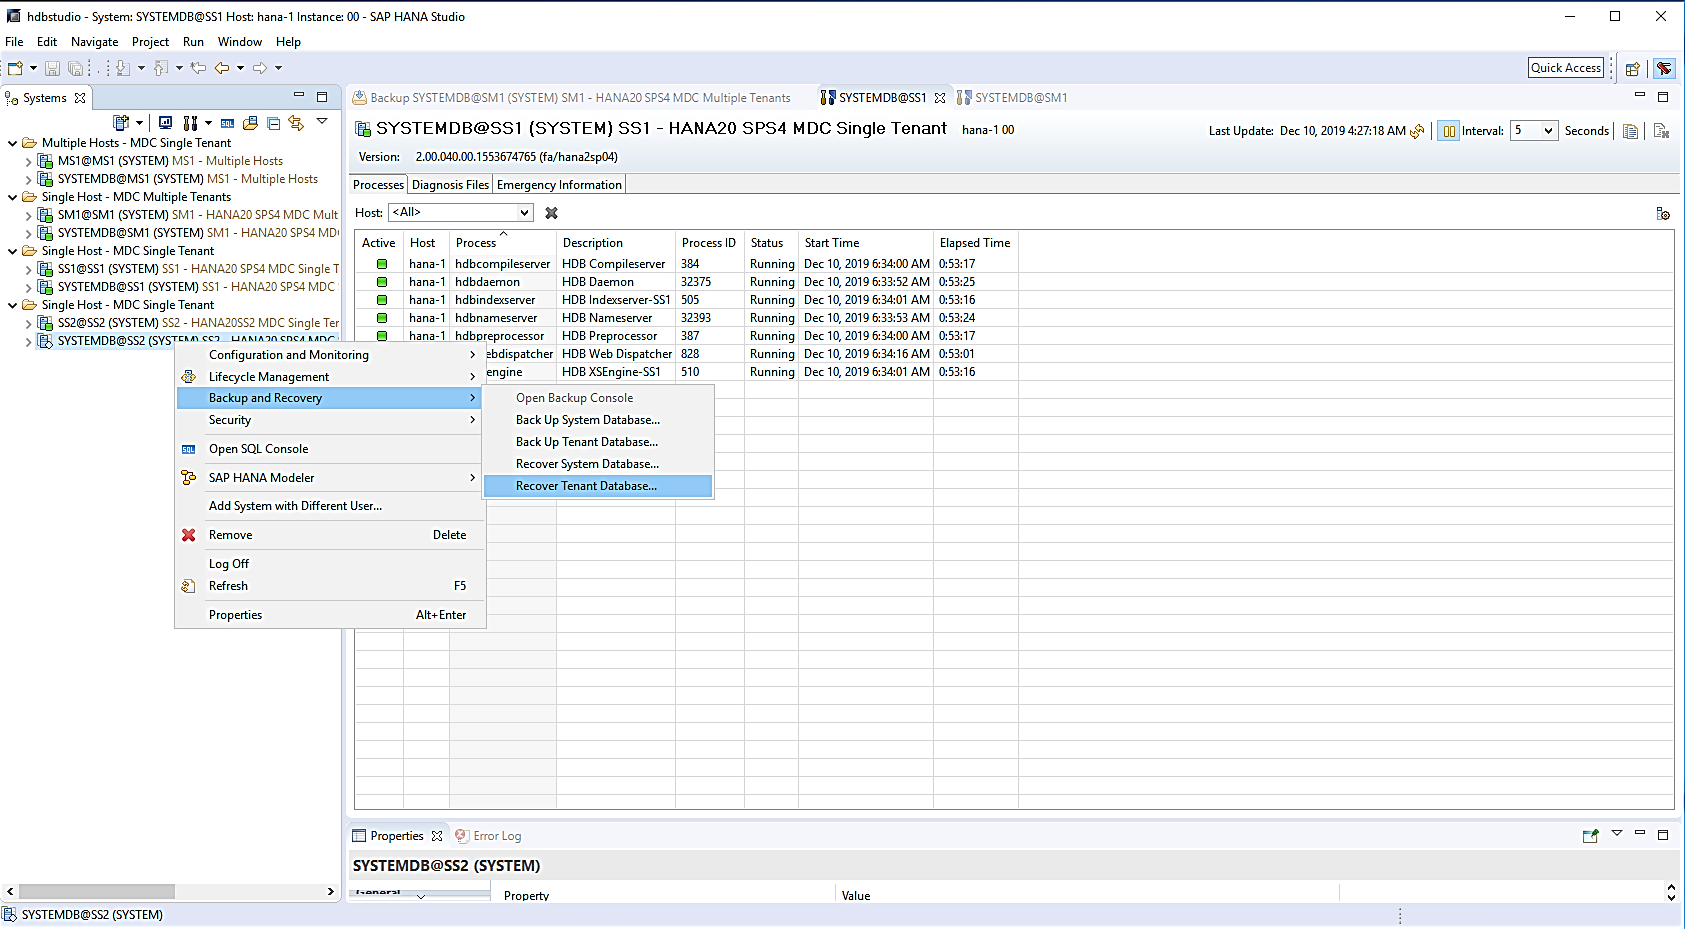 hdbstudio - System: SYSTEMDB@SS1 Host: hana-1 Instance: 00 - SAP HANA Studio
File Edit Navigate Project Run Window Help
Quick Access
Systems
Multiple Hosts - MDC Single Tenant
MS1@MS1 (SYSTEM) MS1 - Multiple Hosts
SYSTEMDB@MS1 (SYSTEM) MS1 - Multiple Hosts
Single Host - MDC Multiple Tenants
SM1@SM1 (SYSTEM) SM1 - HANA20 SPS4 MDC Mult
SYSTEMDB@SM1 (SYSTEM) SM1 - HANA20 SPS4 MD
Single Host - MDC Single Tenant
SS1@SS1 (SYSTEM) SS1 - HANA20 SPS4 MDC Single T
SYSTEMDB@SS1 (SYSTEM) SS1 - HANA20 SPS4 MDC
Single Host - MDC Single Tenant
SS2@SS2 (SYSTEM) SS2 - HANA20SS2 MDC Single Ter
SYSTEMDB@SS2 (SYSTEM) SS2 - HANA20 SPS4 MDC
Configuration and Monitoring
Lifecycle Management
Backup and Recovery
Security
SQL Open SQL Console
SAP HANA Modeler
Add System with Different User...
Remove Delete
Log Off
Refresh F5
Properties Alt+Enter
Open Backup Console
Back Up System Database...
Back Up Tenant Database...
Recover System Database...
Recover Tenant Database...
Backup SYSTEMDB@SM1 (SYSTEM) SM1 - HANA20 SPS4 MDC Multiple Tenants SYSTEMDB@SS1 SYSTEMDB@SM1
SYSTEMDB@SS1 (SYSTEM) SS1 - HANA20 SPS4 MDC Single Tenant hana-1 00
Last Update: Dec 10, 2019 4:27:18 AM Interval: 5 Seconds
Version: 2.00.040.00.1553674765 (fa/hana2sp04)
Processes Diagnosis Files Emergency Information
Host: <All>
Active Host Process Description Process ID Status Start Time Elapsed Time
hana-1 hdbcompileserver HDB Compileserver 384 Running Dec 10, 2019 6:34:00 AM 0:53:17
hana-1 hdbdaemon HDB Daemon 32375 Running Dec 10, 2019 6:33:52 AM 0:53:25
hana-1 hdbindexserver HDB Indexserver-SS1 505 Running Dec 10, 2019 6:34:01 AM 0:53:16
hana-1 hdbnameserver HDB Nameserver 32393 Running Dec 10, 2019 6:33:53 AM 0:53:24
hana-1 hdbpreprocessor HDB Preprocessor 387 Running Dec 10, 2019 6:34:00 AM 0:53:17
ebdispatcher HDB Web Dispatcher 828 Running Dec 10, 2019 6:34:16 AM 0:53:01
engine HDB XSEngine-SS1 510 Running Dec 10, 2019 6:34:01 AM 0:53:16
Properties Error Log
SYSTEMDB@SS2 (SYSTEM)
General Property Value
SYSTEMDB@SS2 (SYSTEM)